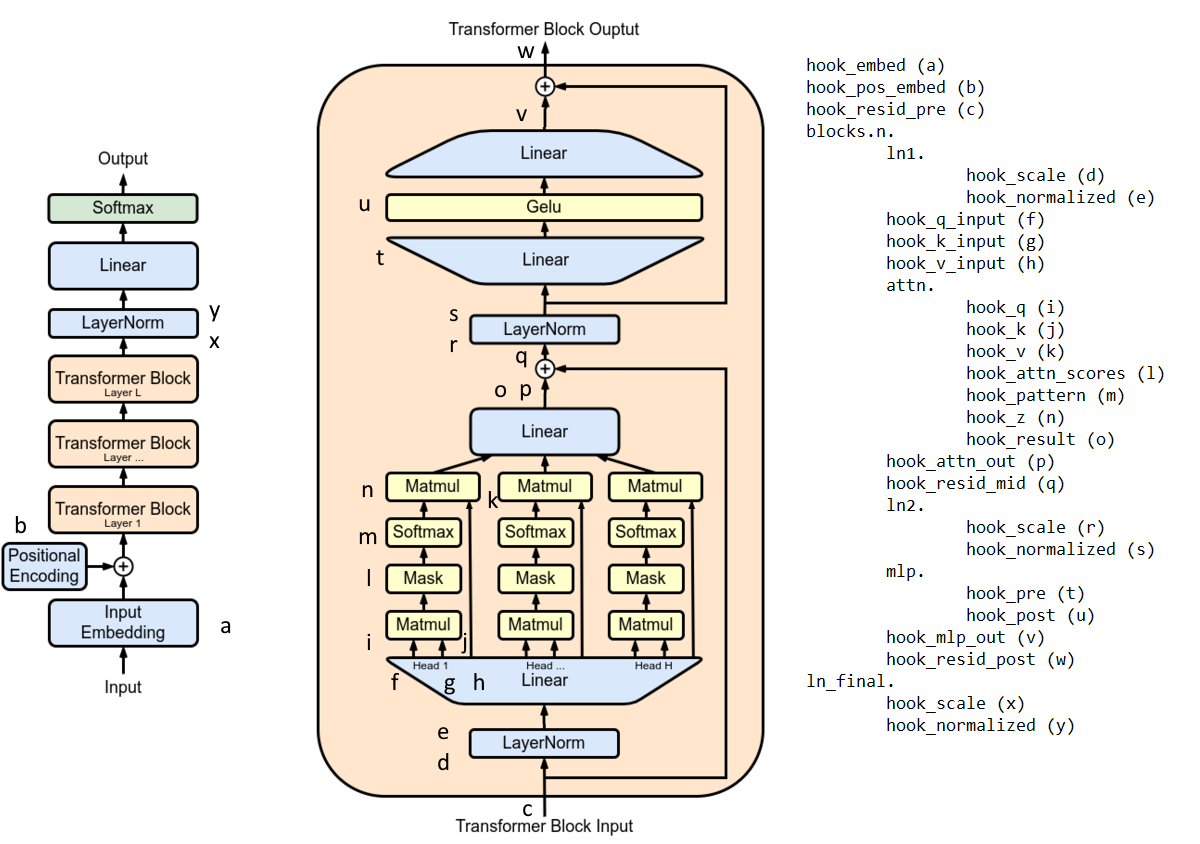 Output
Softmax
Linear
y
LayerNorm
x
Transformer Block
Layer L
Transformer Block
Layer ...
Transformer Block
Layer 1
b
Positional
Encoding
+
Input
Embedding
a
Input
Transformer Block Ouptut
w
+
v
Linear
u
Gelu
t
Linear
s
LayerNorm
r
q
+
o p
Linear
n
Matmul
k
Matmul
Matmul
m
Softmax
Softmax
Softmax
l
Mask
Mask
Mask
i
Matmul
j
Matmul
Matmul
Head 1
Head ...
Head H
f
g
h
Linear
e
LayerNorm
d
c
Transformer Block Input
hook_embed (a)
hook_pos_embed (b)
hook_resid_pre (c)
blocks.n.
ln1.
hook_scale (d)
hook_normalized (e)
hook_q_input (f)
hook_k_input (g)
hook_v_input (h)
attn.
hook_q (i)
hook_k (j)
hook_v (k)
hook_attn_scores (l)
hook_pattern (m)
hook_z (n)
hook_result (o)
hook_attn_out (p)
hook_resid_mid (q)
ln2.
hook_scale (r)
hook_normalized (s)
mlp.
hook_pre (t)
hook_post (u)
hook_mlp_out (v)
hook_resid_post (w)
ln_final.
hook_scale (x)
hook_normalized (y)